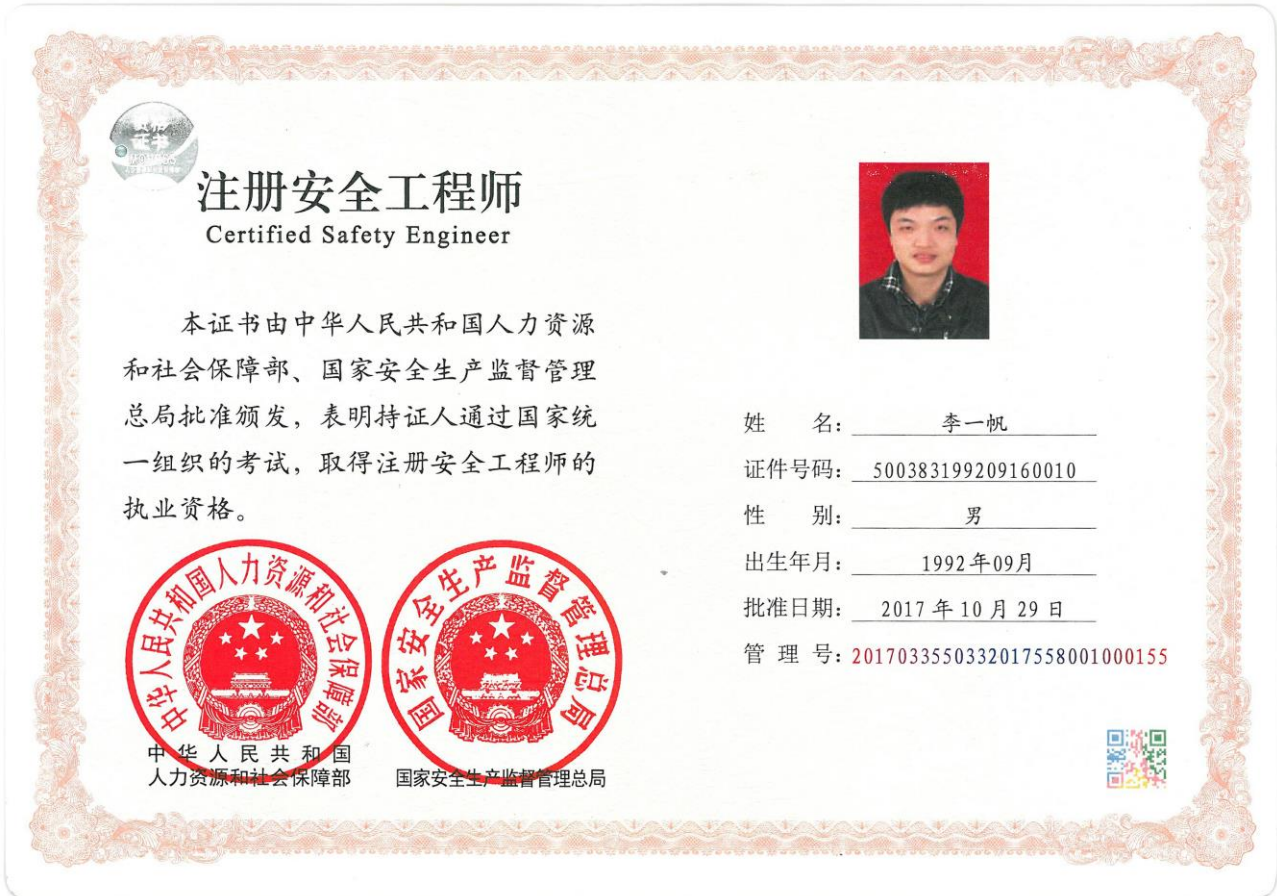 资格
证书
注册安全工程师
Certified Safety Engineer
本证书由中华人民共和国人力资源
和社会保障部、国家安全生产监督管理
总局批准颁发，表明持证人通过国家统
一组织的考试，取得注册安全工程师的
执业资格。
中华人民共和国人力资源和社会保障部
国家安全生产监督管理总局
中华人民共和国
人力资源和社会保障部
国家安全生产监督管理总局
姓 名：李一帆
证件号码：500383199209160010
性 别：男
出生年月：1992年09月
批准日期：2017年10月29日
管 理 号：2017033550332017558001000155